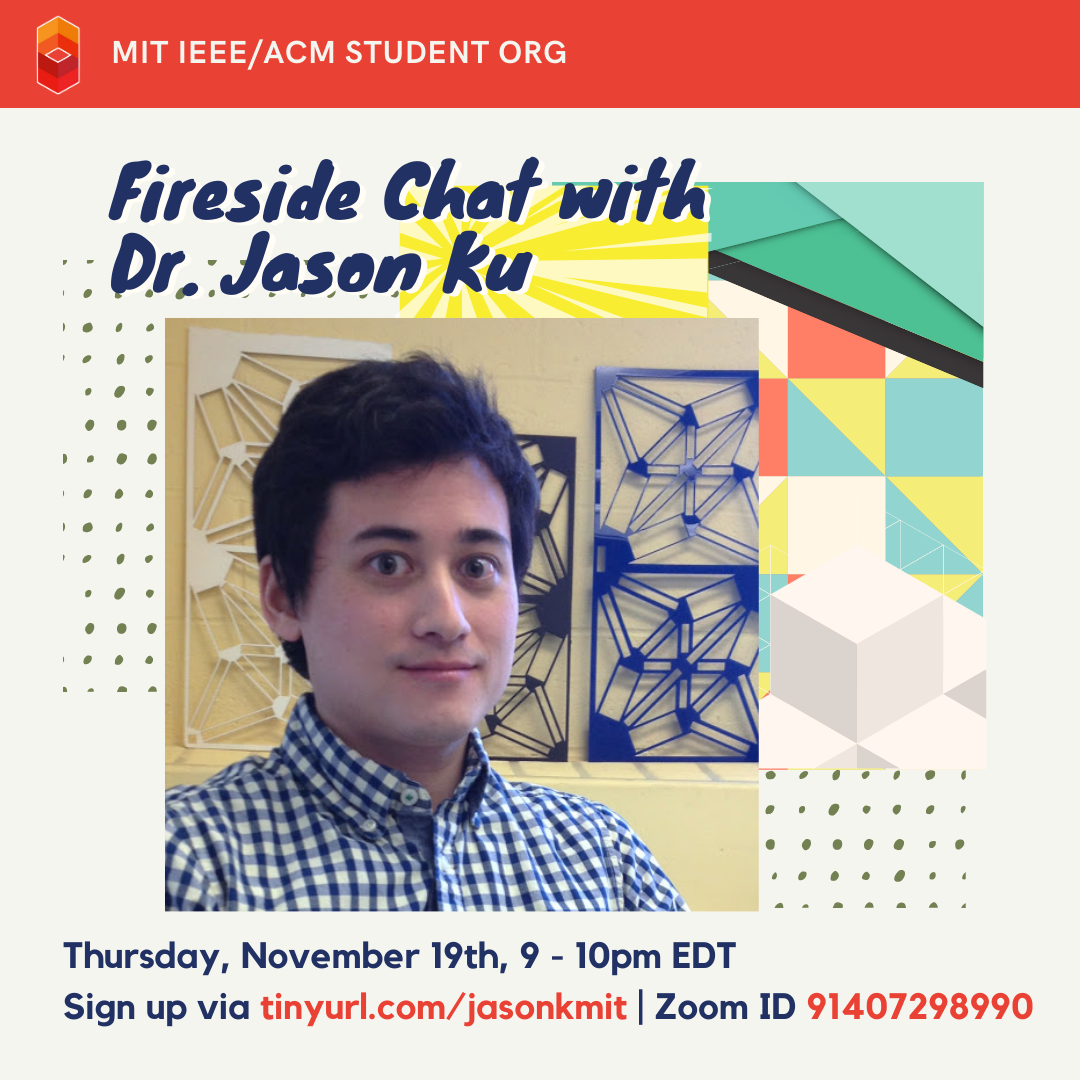 MIT IEEE/ACM STUDENT ORG
Fireside Chat with
Dr. Jason Ku
Thursday, November 19th, 9 - 10pm EDT
Sign up via tinyurl.com/jasonkmit | Zoom ID 91407298990